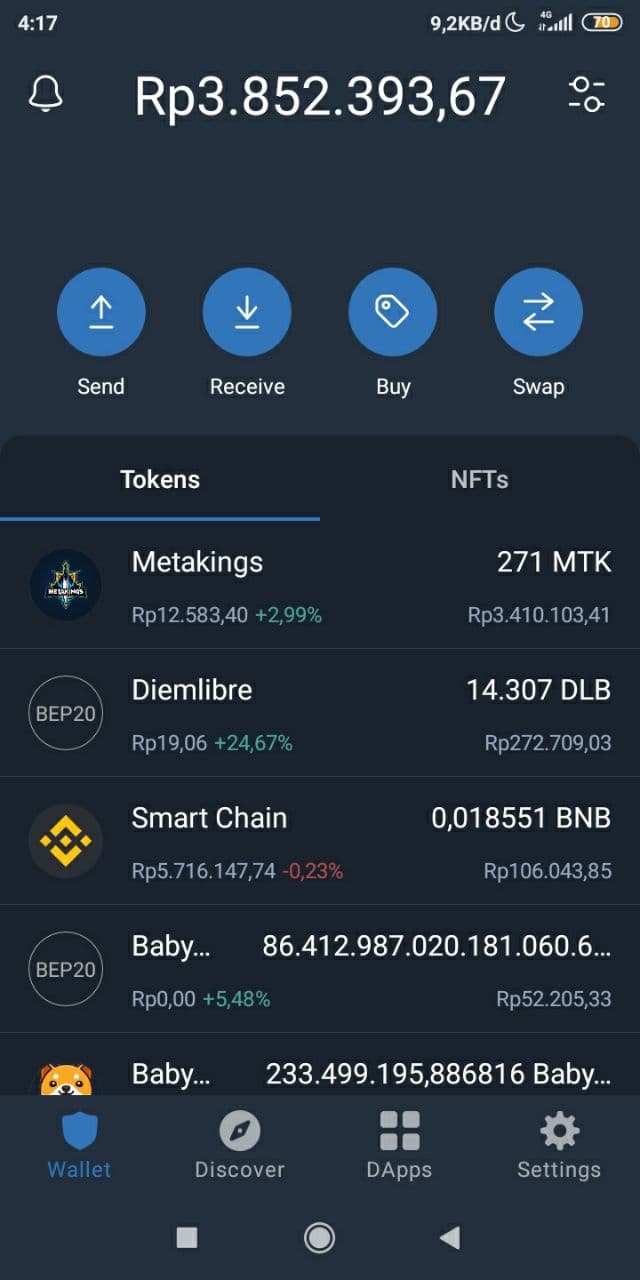 4:17 9,2KB/d 4G 70
Rp3.852.393,67
Send Receive Buy Swap
Tokens NFTs
Metakings 271 MTK
METAKINGS
Rp12.583,40 +2,99% Rp3.410.103,41
Diemlibre 14.307 DLB
BEP20
Rp19,06 +24,67% Rp272.709,03
Smart Chain 0,018551 BNB
Rp5.716.147,74 -0,23% Rp106.043,85
Baby... 86.412.987.020.181.060.6...
BEP20
Rp0,00 +5,48% Rp52.205,33
Baby... 233.499.195,886816 Baby...
Wallet Discover DApps Settings